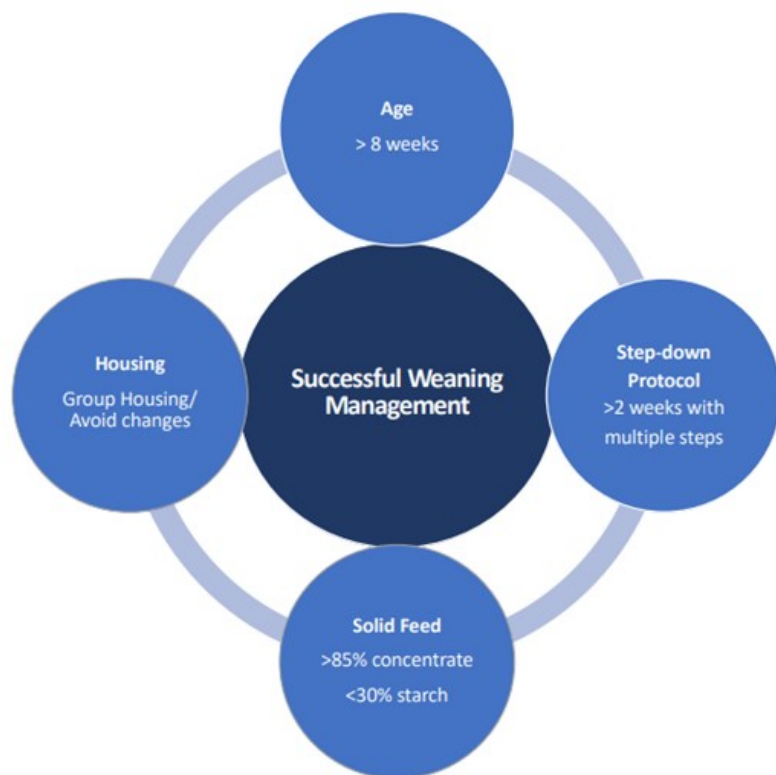 Age
> 8 weeks
Housing
Group Housing/
Avoid changes
Successful Weaning
Management
Step-down
Protocol
>2 weeks with
multiple steps
Solid Feed
>85% concentrate
<30% starch